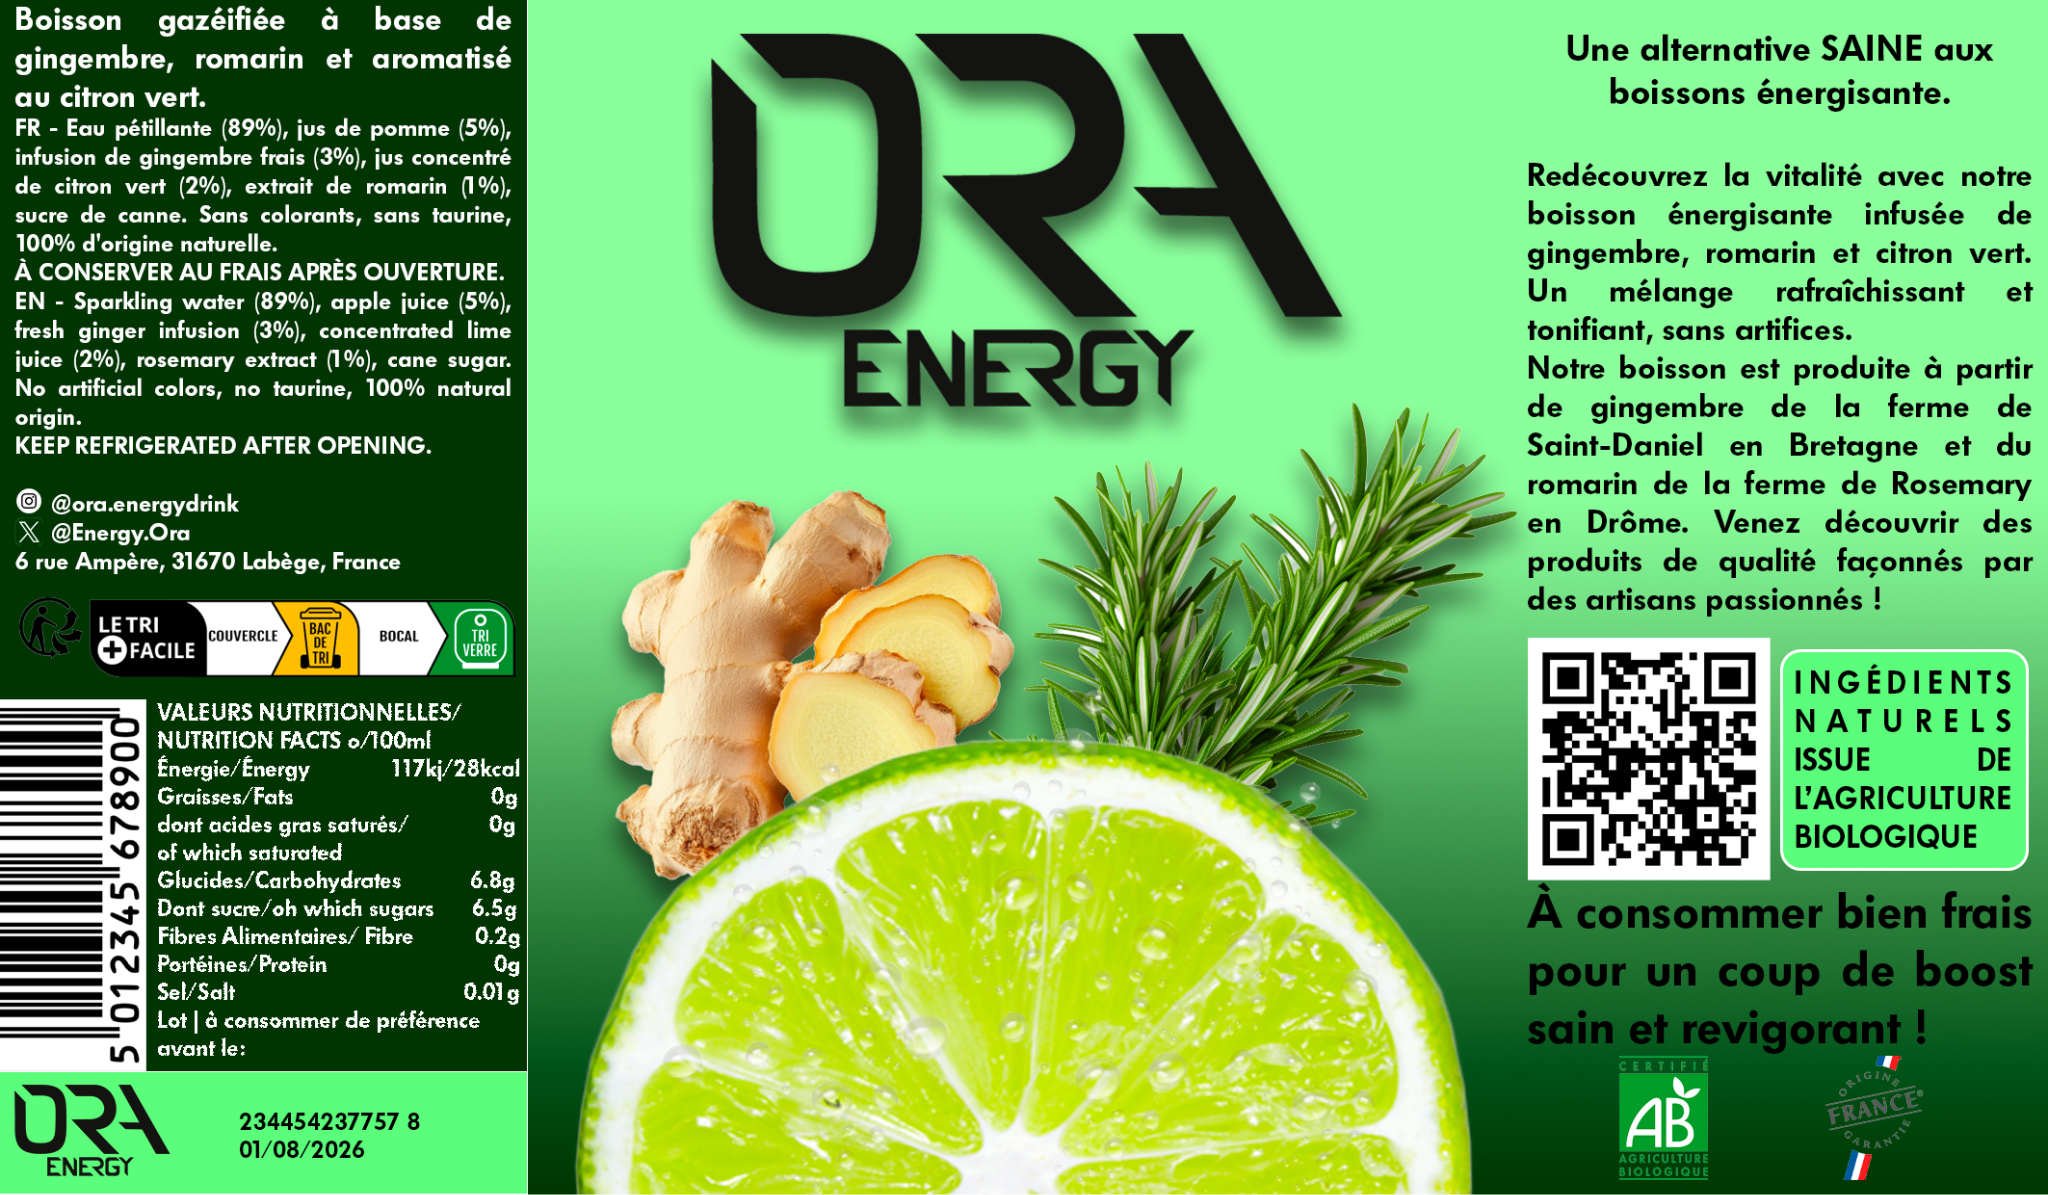 Boisson gazéifiée à base de
gingembre, romarin et aromatisé
au citron vert.
FR - Eau pétillante (89%), jus de pomme (5%),
infusion de gingembre frais (3%), jus concentré
de citron vert (2%), extrait de romarin (1%),
sucre de canne. Sans colorants, sans taurine,
100% d'origine naturelle.
À CONSERVER AU FRAIS APRÈS OUVERTURE.
EN - Sparkling water (89%), apple juice (5%),
fresh ginger infusion (3%), concentrated lime
juice (2%), rosemary extract (1%), cane sugar.
No artificial colors, no taurine, 100% natural
origin.
KEEP REFRIGERATED AFTER OPENING.
@ora.energydrink
@Energy.Ora
6 rue Ampère, 31670 Labège, France
LE TRI
+ FACILE
COUVERCLE
BAC
DE
TRI
BOCAL
TRI
VERRE
5 012345 678900
VALEURS NUTRITIONNELLES/
NUTRITION FACTS o/100ml
Énergie/Énergy 117kj/28kcal
Graisses/Fats 0g
dont acides gras saturés/ 0g
of which saturated
Glucides/Carbohydrates 6.8g
Dont sucre/oh which sugars 6.5g
Fibres Alimentaires/ Fibre 0.2g
Portéines/Protein 0g
Sel/Salt 0.01g
Lot | à consommer de préférence
avant le:
ORA
ENERGY
234454237757 8
01/08/2026
ORA
ENERGY
Une alternative SAINE aux
boissons énergisante.
Redécouvrez la vitalité avec notre
boisson énergisante infusée de
gingembre, romarin et citron vert.
Un mélange rafraîchissant et
tonifiant, sans artifices.
Notre boisson est produite à partir
de gingembre de la ferme de
Saint-Daniel en Bretagne et du
romarin de la ferme de Rosemary
en Drôme. Venez découvrir des
produits de qualité façonnés par
des artisans passionnés !
INGÉDIENTS
NATURELS
ISSUE DE
L'AGRICULTURE
BIOLOGIQUE
À consommer bien frais
pour un coup de boost
sain et revigorant !
CERTIFIÉ
AB
AGRICULTURE
BIOLOGIQUE
ORIGINE
FRANCE®
GARANTIE